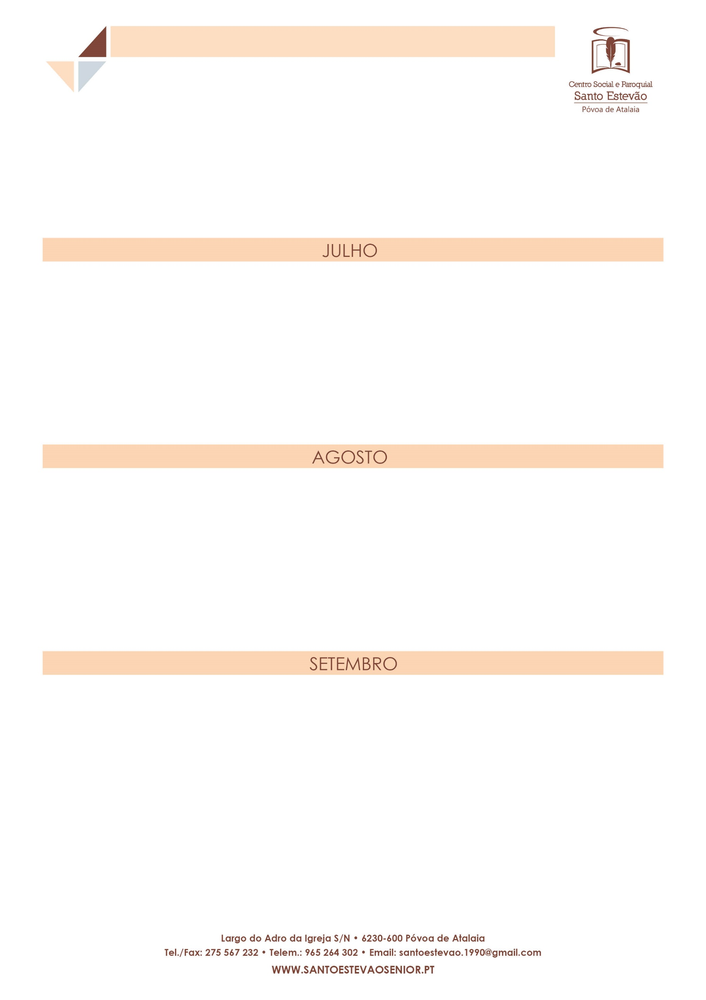 Centro Social e Paroquial
Santo Estevão
Póvoa de Atalaia
JULHO
AGOSTO
SETEMBRO
Largo do Adro da Igreja S/N • 6230-600 Póvoa de Atalaia
Tel./Fax: 275 567 232 • Telem.: 965 264 302 • Email: santoestevao.1990@gmail.com
WWW.SANTOESTEVAOSENIOR.PT